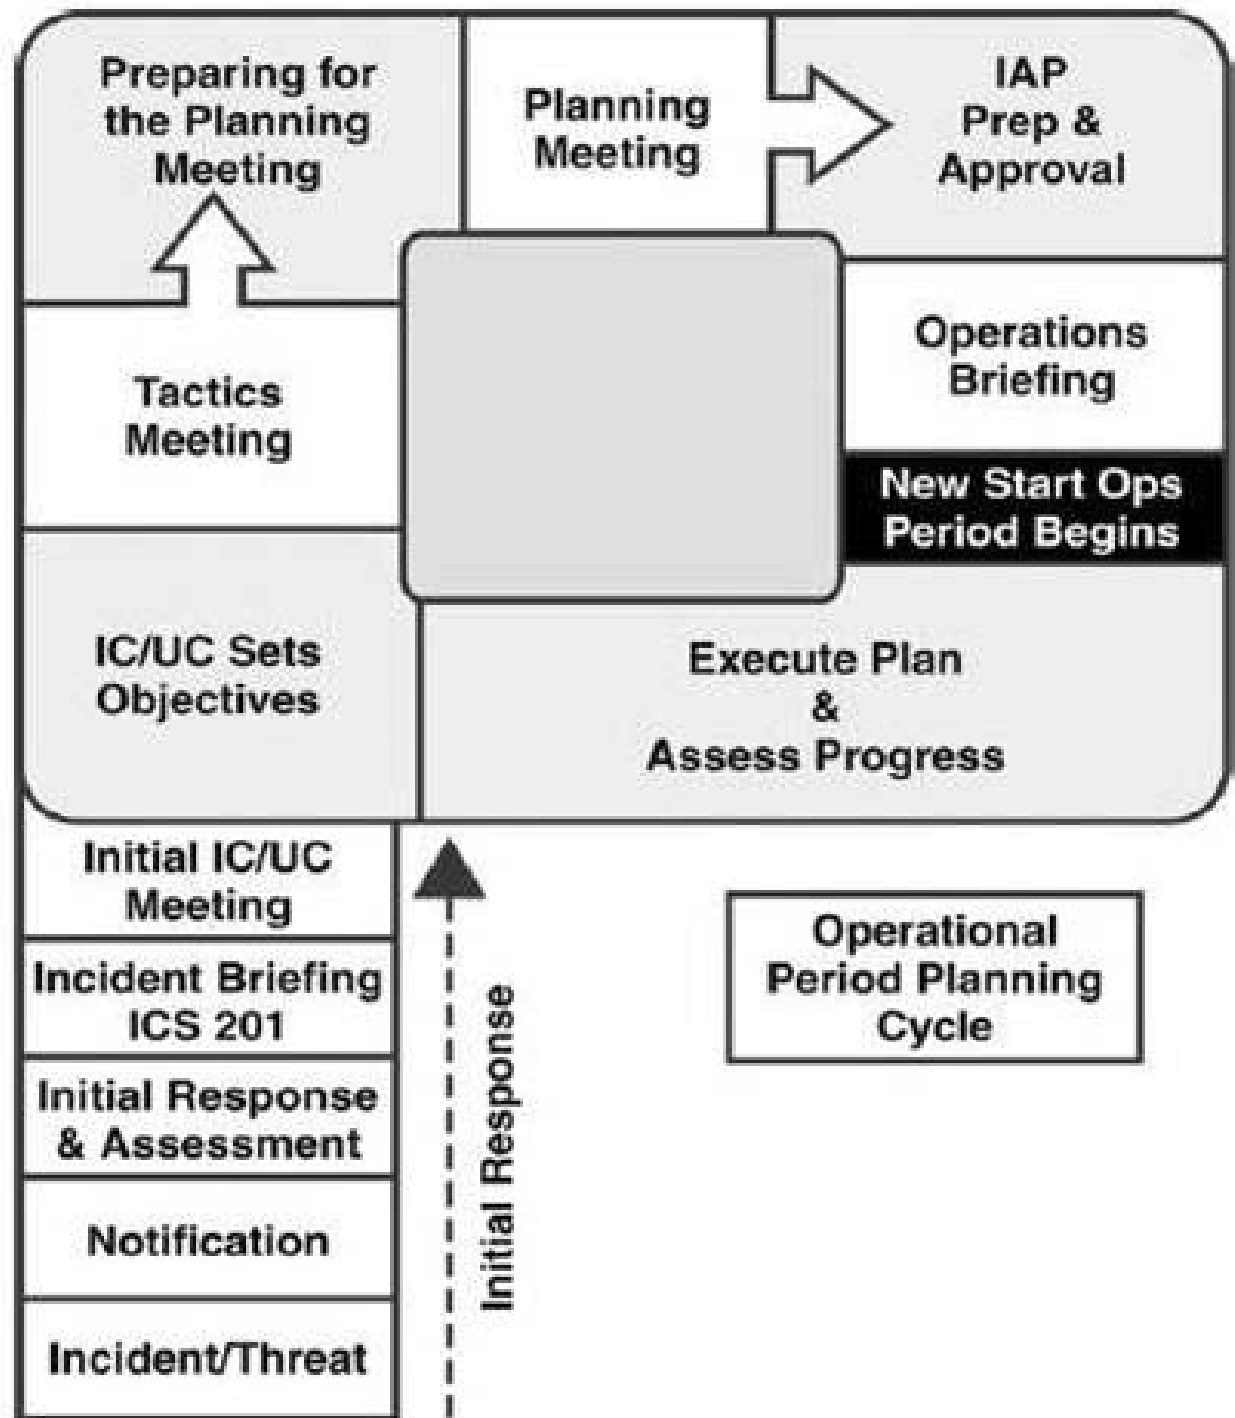 Preparing for
the Planning
Meeting
Planning
Meeting
IAP
Prep &
Approval
Tactics
Meeting
Operations
Briefing
New Start Ops
Period Begins
IC/UC Sets
Objectives
Execute Plan
&
Assess Progress
Initial IC/UC
Meeting
Incident Briefing
ICS 201
Initial Response
& Assessment
Notification
Incident/Threat
Initial Response
Operational
Period Planning
Cycle